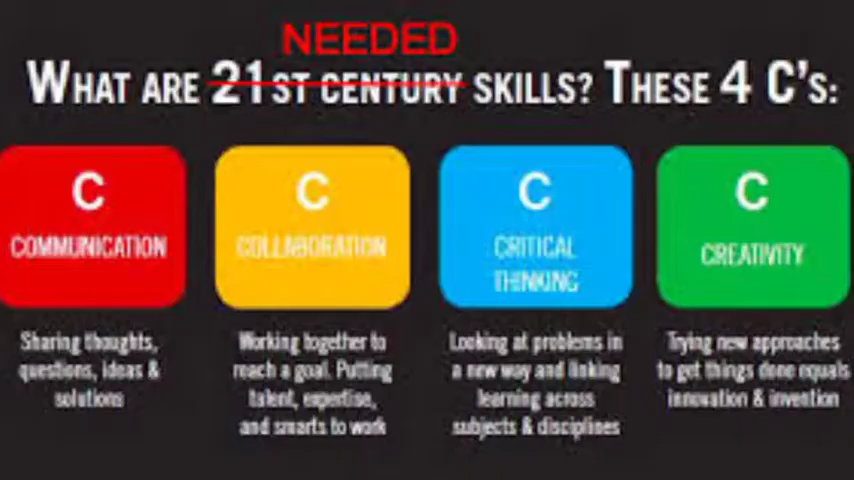 NEEDED
WHAT ARE 21ST CENTURY SKILLS? THESE 4 C'S:
C
COMMUNICATION
Sharing thoughts,
questions, ideas &
solutions
C
COLLABORATION
Working together to
reach a goal. Putting
talent, expertise,
and smarts to work
C
CRITICAL
THINKING
Looking at problems in
a new way and linking
learning across
subjects & disciplines
C
CREATIVITY
Trying new approaches
to get things done equals
innovation & invention